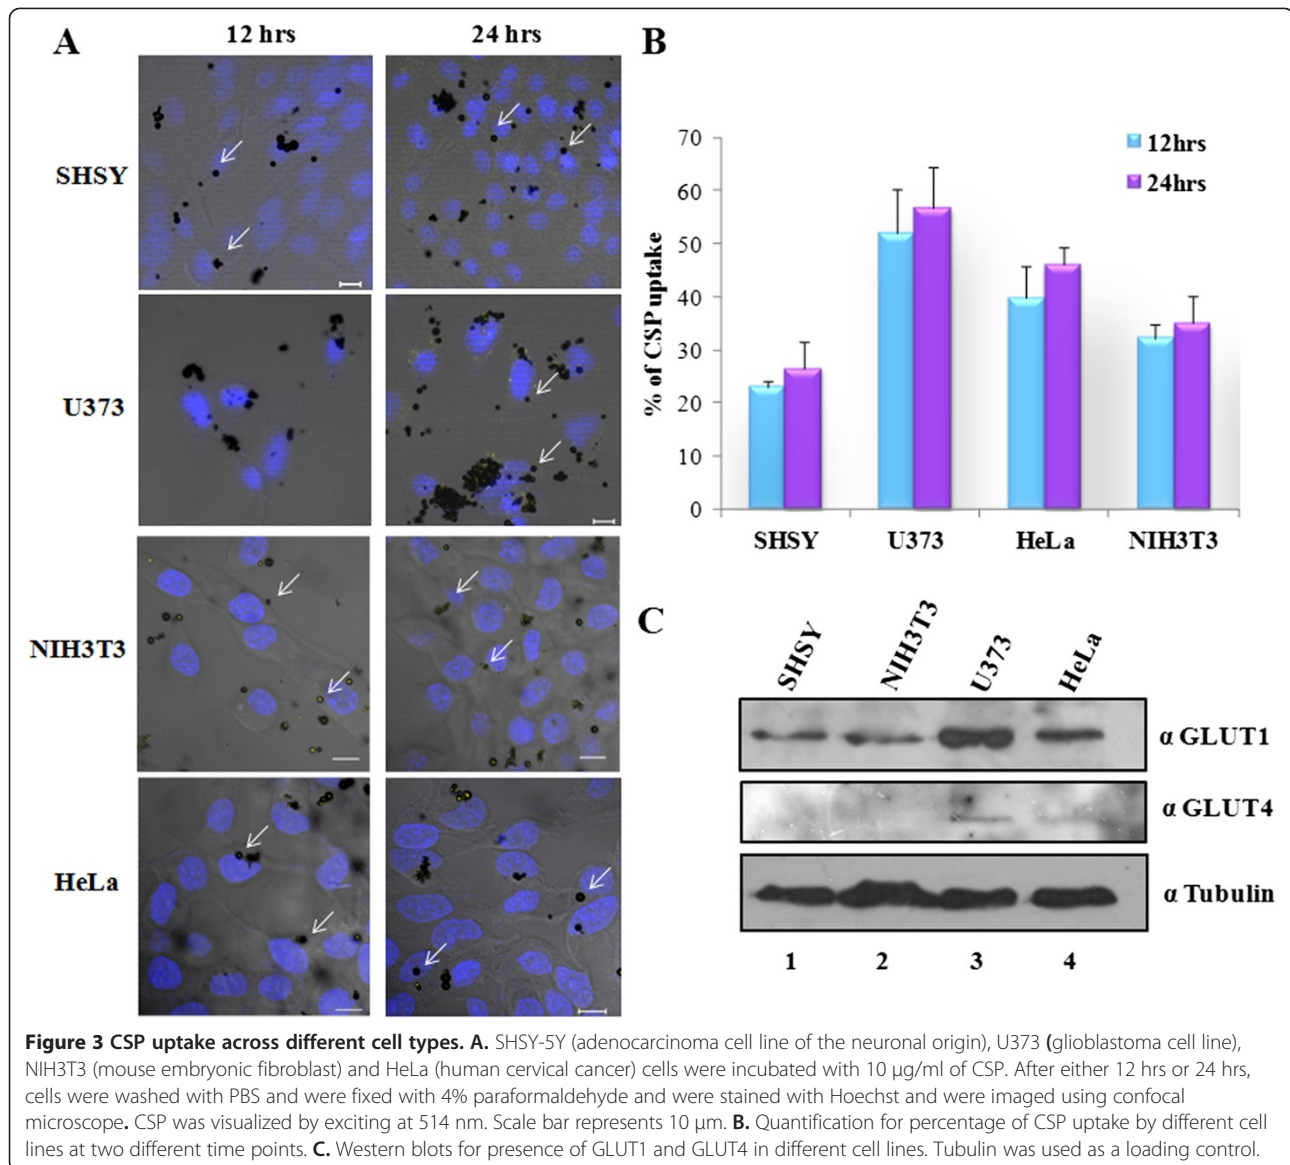 A
12 hrs
24 hrs
SHSY
U373
NIH3T3
HeLa
B
70
60
50
40
30
20
10
0
% of CSP uptake
12hrs
24hrs
SHSY
U373
HeLa
NIH3T3
C
SHSY
NIH3T3
U373
HeLa
α GLUT1
α GLUT4
α Tubulin
1
2
3
4
Figure 3 CSP uptake across different cell types. A. SHSY-5Y (adenocarcinoma cell line of the neuronal origin), U373 (glioblastoma cell line),
NIH3T3 (mouse embryonic fibroblast) and HeLa (human cervical cancer) cells were incubated with 10 μg/ml of CSP. After either 12 hrs or 24 hrs,
cells were washed with PBS and were fixed with 4% paraformaldehyde and were stained with Hoechst and were imaged using confocal
microscope. CSP was visualized by exciting at 514 nm. Scale bar represents 10 μm. B. Quantification for percentage of CSP uptake by different cell
lines at two different time points. C. Western blots for presence of GLUT1 and GLUT4 in different cell lines. Tubulin was used as a loading control.